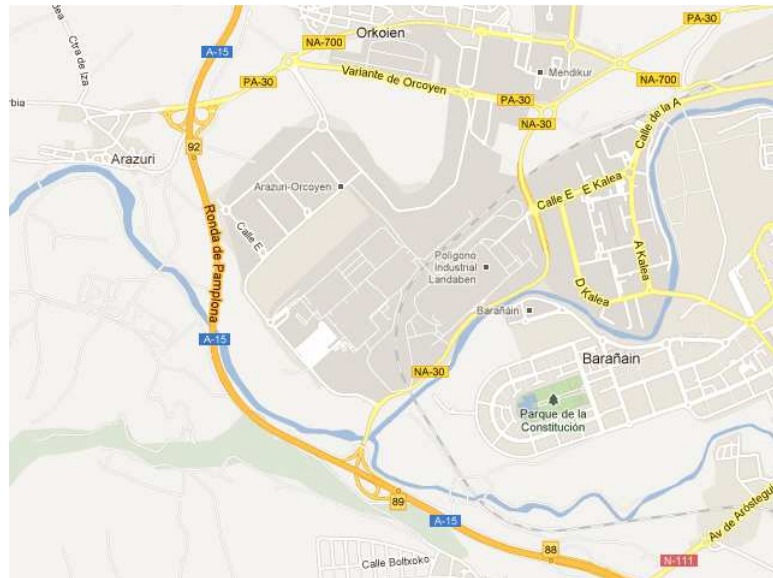 PA-30
A-15
NA-700
Orkoien
Ctra de Iza
Mendikur
NA-700
PA-30
Variante de Orcoyen
PA-30
NA-30
Calle de la A
92
Arazuri
Arazuri-Orcoyen
Calle E
E Kalea
Calle E
Ronda de Pamplona
A Kalea
Polígono
Industrial
Landaben
D Kalea
Barañáin
A-15
NA-30
Barañain
Parque de la
Constitución
89
A-15
Av de Aróstegui
88
Calle Boltxoko
N-111